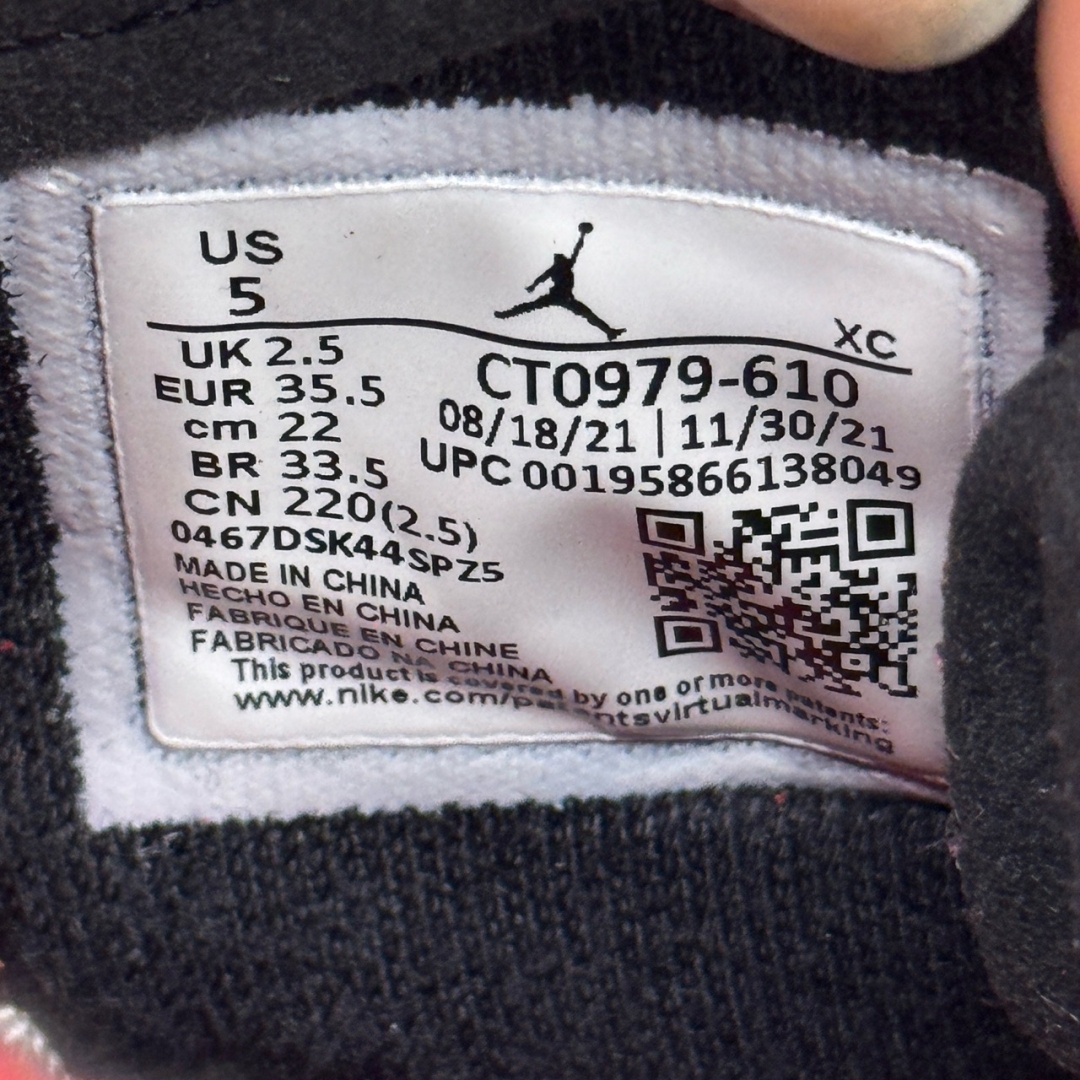 US
5
XC
UK 2.5
EUR 35.5
cm 22
BR 33.5
CN 220(2.5)
CT0979-610
08/18/21 | 11/30/21
UPC 00195866138049
0467DSK44SPZ5
MADE IN CHINA
HECHO EN CHINA
FABRIQUE EN CHINE
FABRICADO NA CHINA
This product is covered by one or more patents:
www.nike.com/patentsvirtualmarking